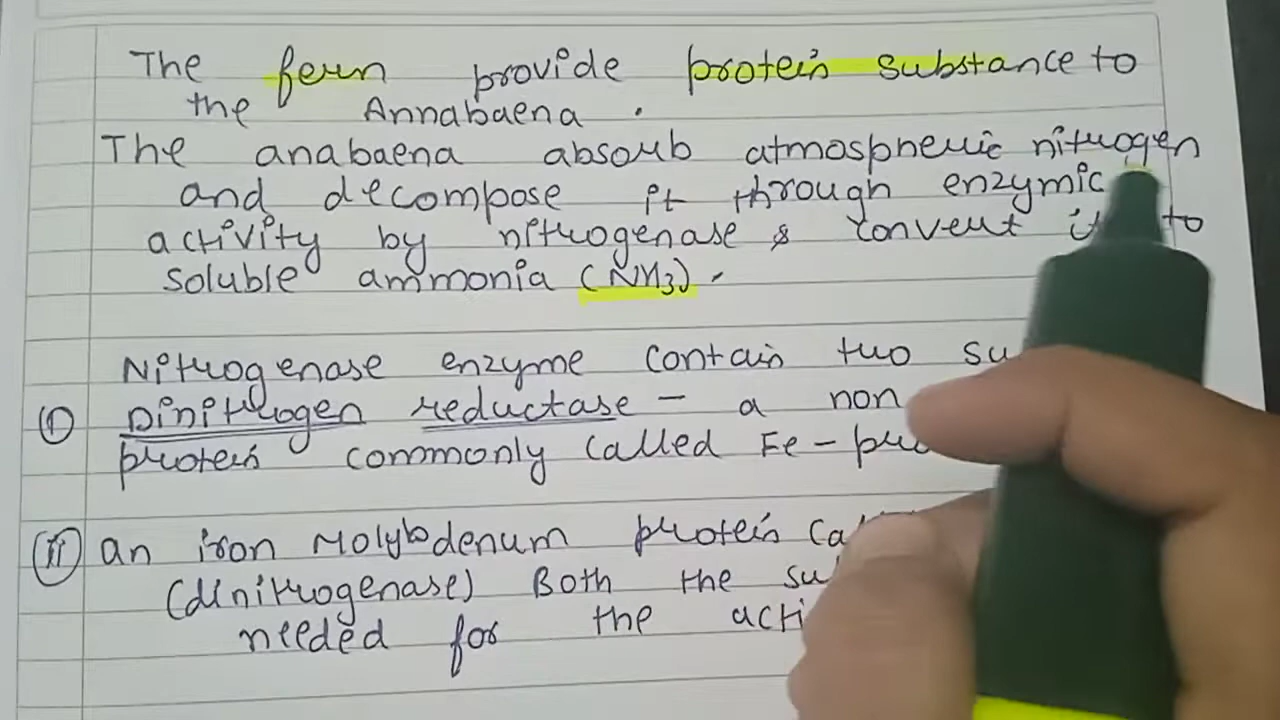 The fern provide protein substance to
the Annabaena .
The anabaena absorb atmospheric nitrogen
and decompose it through enzymic
activity by nitrogenase & convert to
soluble ammonia (NH3) .
Nitrogenase enzyme contain two
(I) Dinitrogen reductase - a non
protein commonly called Fe -
(II) an iron Molybdenum protein
(dinitrogenase) Both the
needed for the